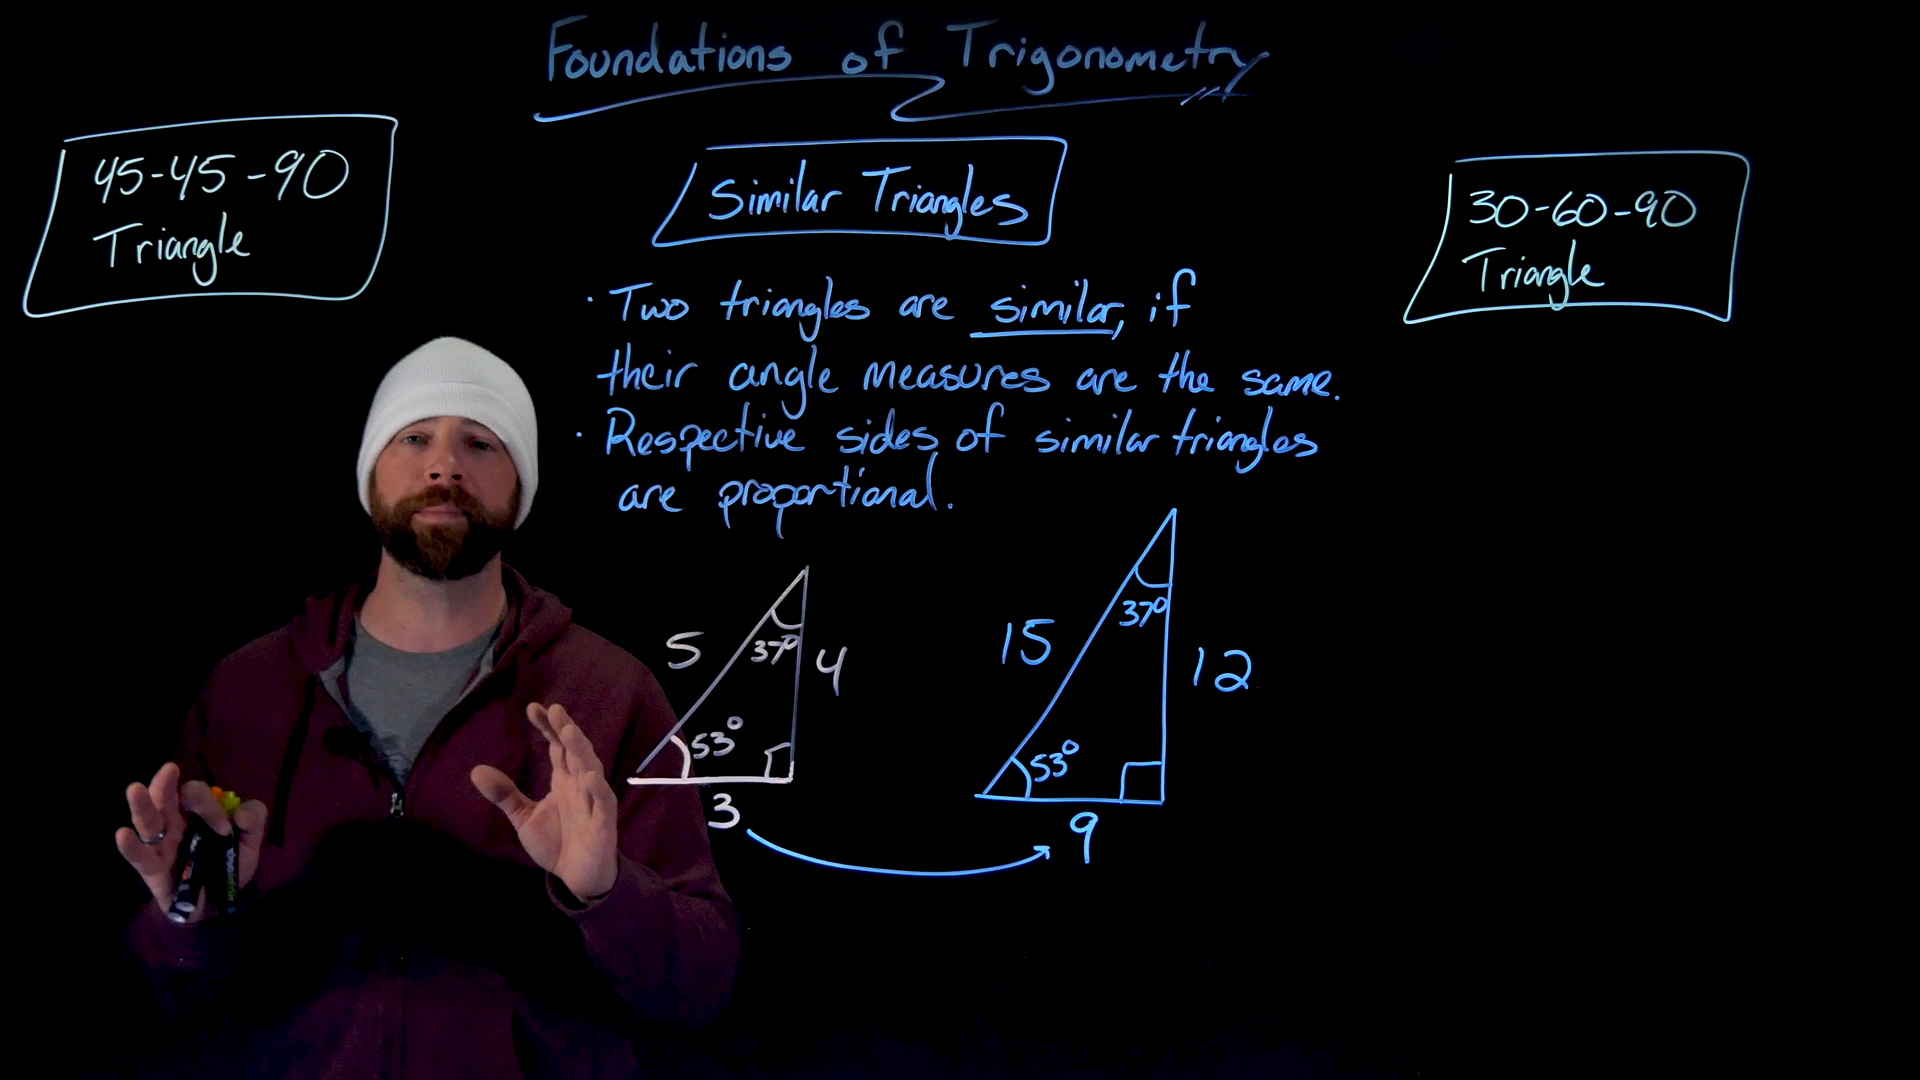 Foundations of Trigonometry
45-45-90
Triangle
Similar Triangles
30-60-90
Triangle
· Two triangles are similar, if
their angle measures are the same.
· Respective sides of similar triangles
are proportional.
5
37°
4
53°
3
15
37°
12
53°
9